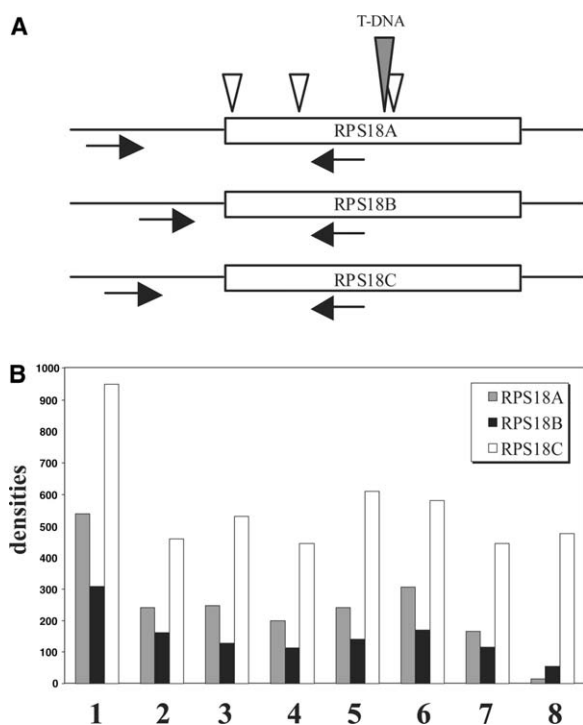 A
T-DNA
RPS18A
RPS18B
RPS18C
B
1000
900
800
700
600
500
400
300
200
100
0
densities
RPS18A
RPS18B
RPS18C
1 2 3 4 5 6 7 8